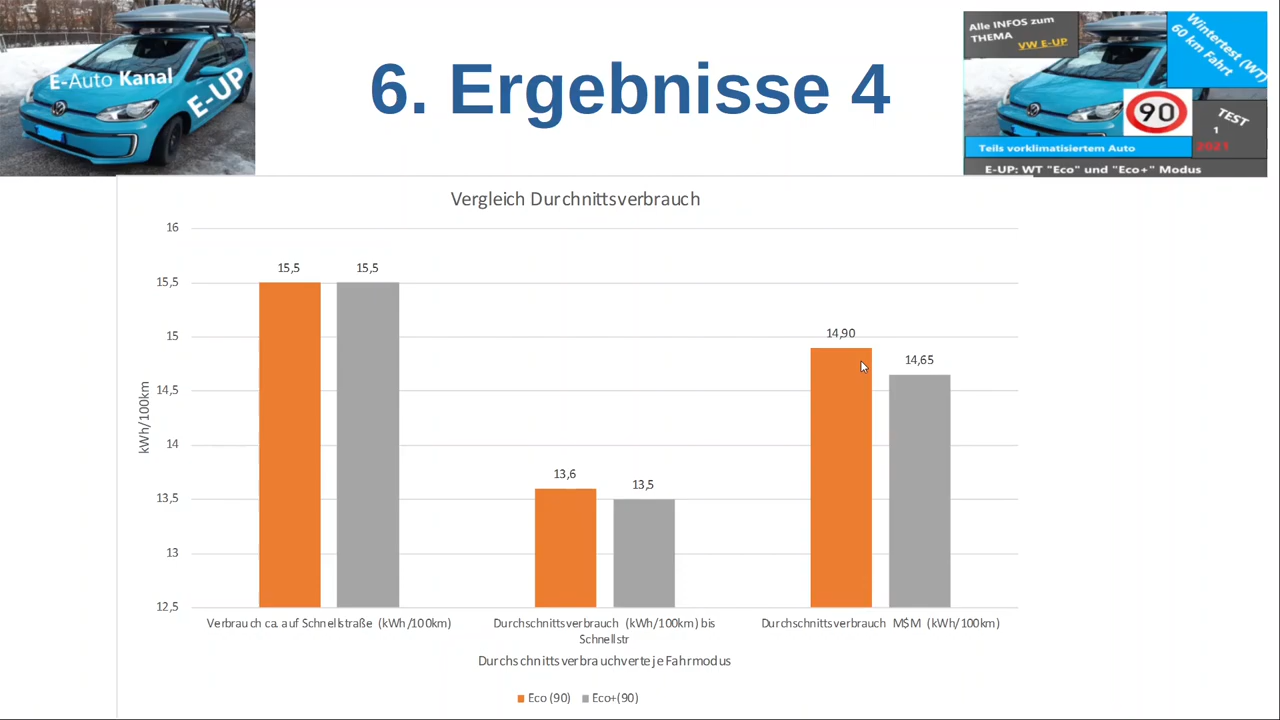 E-Auto Kanal
E-UP
6. Ergebnisse 4
Alle INFOS zum
THEMA
VW E-UP
Wintertest (WT)
60 km Fahrt
90
TEST
1
2021
Teils vorklimatisiertem Auto
E-UP: WT "Eco" und "Eco+" Modus
Vergleich Durchnittsverbrauch
16
15,5
15
14,5
14
13,5
13
12,5
kWh/100km
15,5
15,5
13,6
13,5
14,90
14,65
Verbrauch ca. auf Schnellstraße (kWh/100km)
Durchschnittsverbrauch (kWh/100km) bis
Schnellstr
Durchschnittsverbrauch M$M (kWh/100km)
Durchschnittsverbrauchverte je Fahrmodus
Eco (90)
Eco+(90)